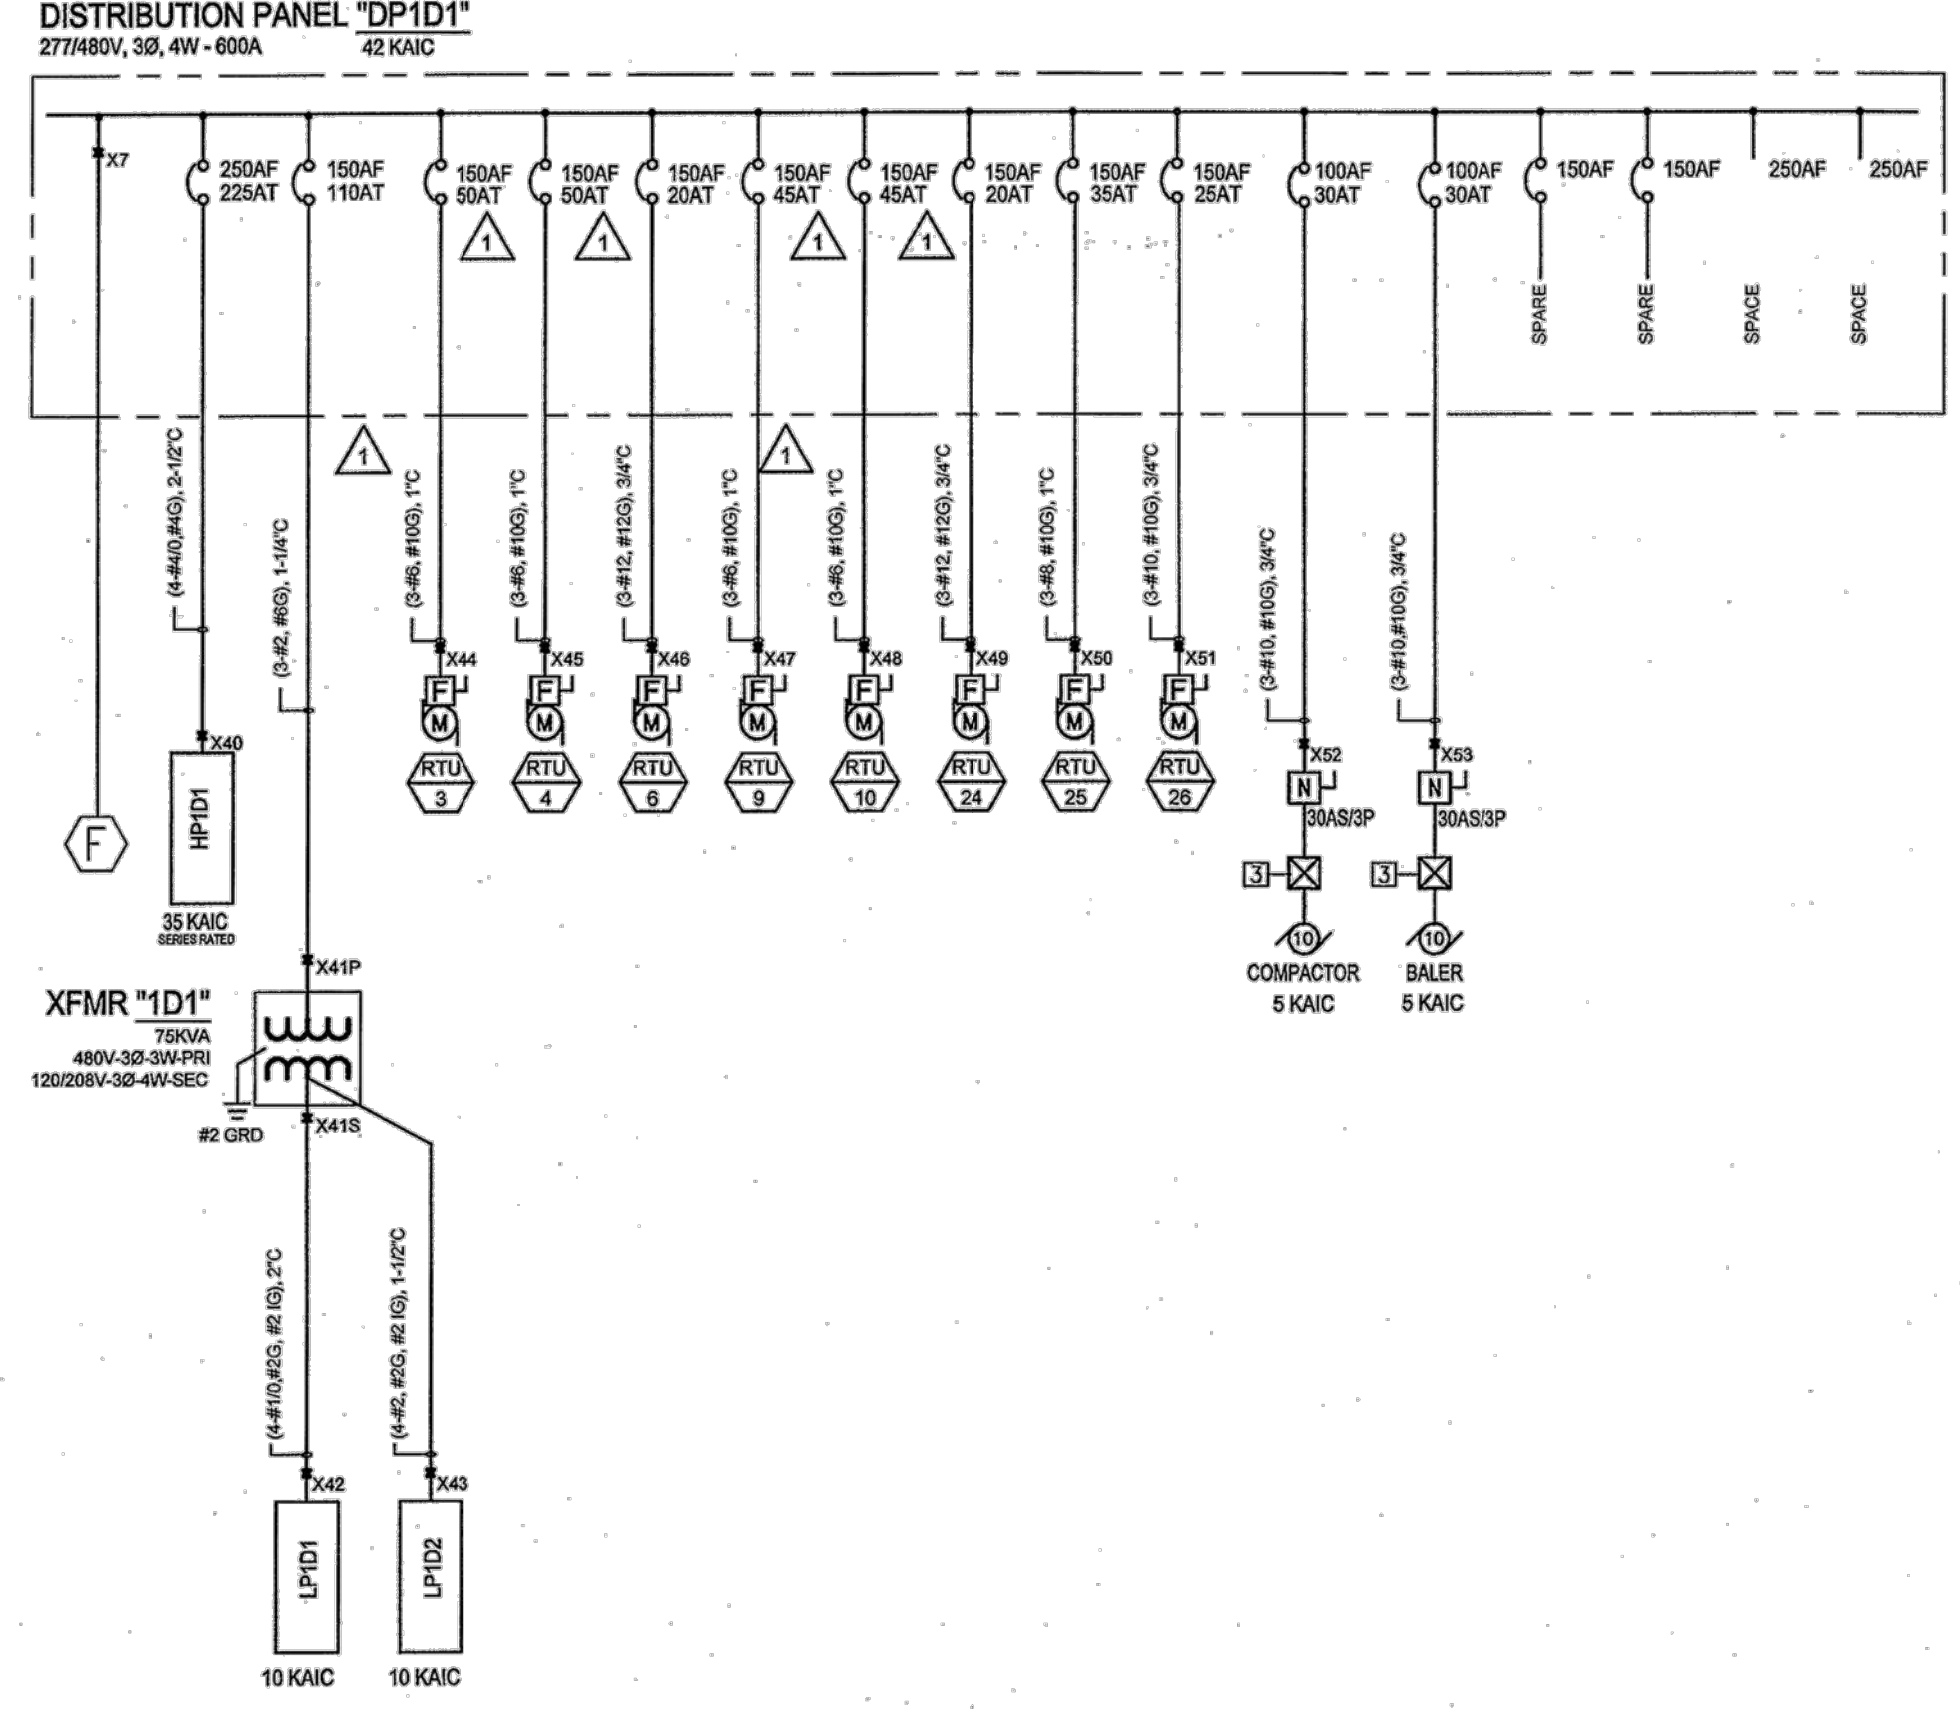 DISTRIBUTION PANEL "DP1D1"
277/480V, 3Ø, 4W - 600A
42 KAIC
X7
250AF
225AT
150AF
110AT
150AF
50AT
150AF
50AT
150AF
20AT
150AF
45AT
150AF
45AT
150AF
20AT
150AF
35AT
150AF
25AT
100AF
30AT
100AF
30AT
150AF
150AF
250AF
250AF
1
1
1
1
SPARE
SPARE
SPACE
SPACE
1
1
(4-#4/0,#4G), 2-1/2"C
(3-#2, #6G), 1-1/4"C
(3-#6, #10G), 1"C
(3-#6, #10G), 1"C
(3-#12, #12G), 3/4"C
(3-#6, #10G), 1"C
(3-#6, #10G), 1"C
(3-#12, #12G), 3/4"C
(3-#8, #10G), 1"C
(3-#10, #10G), 3/4"C
(3-#10, #10G), 3/4"C
(3-#10,#10G), 3/4"C
X44
X45
X46
X47
X48
X49
X50
X51
F
F
F
F
F
F
F
F
M
M
M
M
M
M
M
M
RTU
3
RTU
4
RTU
6
RTU
9
RTU
10
RTU
24
RTU
25
RTU
26
X40
X52
X53
N
N
30AS/3P
30AS/3P
F
HP1D1
35 KAIC
SERIES RATED
3
3
10
10
COMPACTOR
5 KAIC
BALER
5 KAIC
X41P
XFMR "1D1"
75KVA
480V-3Ø-3W-PRI
120/208V-3Ø-4W-SEC
#2 GRD
X41S
(4-#1/0,#2G, #2 IG), 2"C
(4-#2, #2G, #2 IG), 1-1/2"C
X42
X43
LP1D1
LP1D2
10 KAIC
10 KAIC